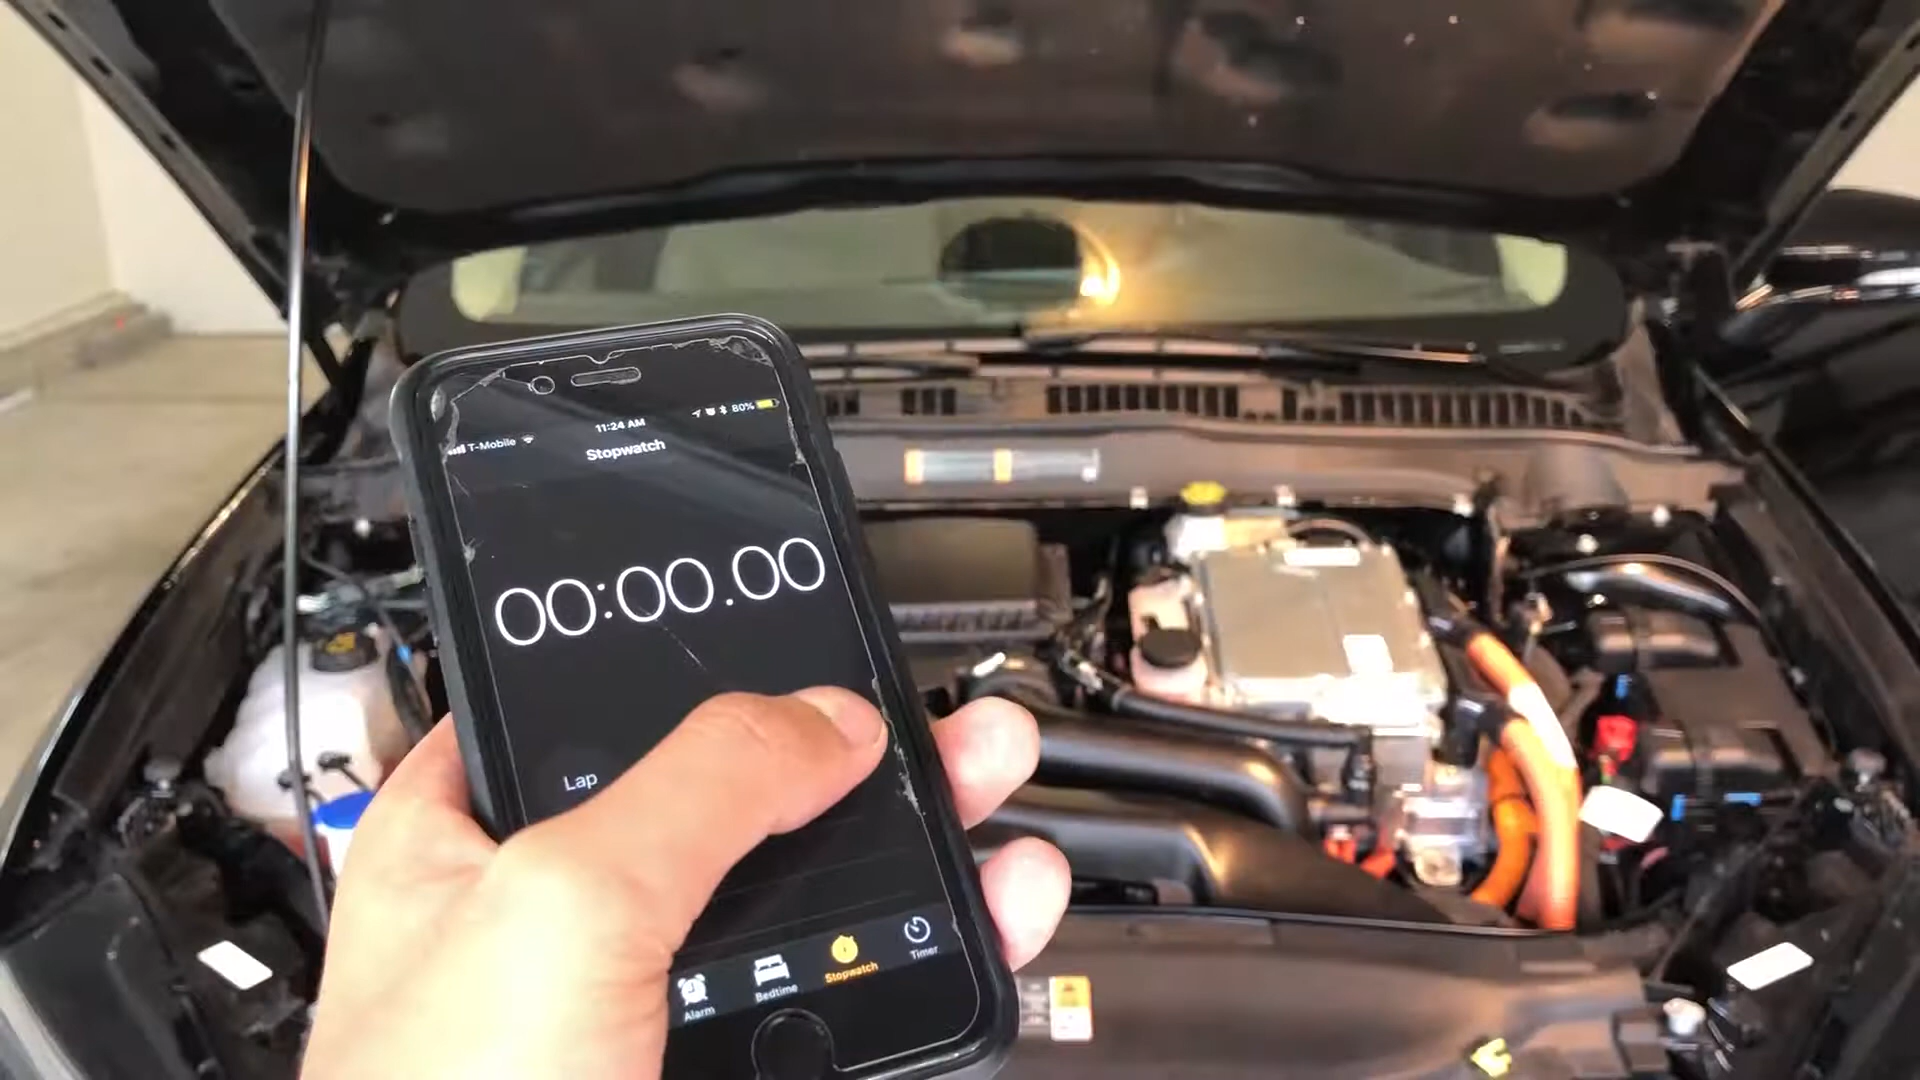 T-Mobile
11:24 AM
80%
Stopwatch
00:00.00
Lap
Alarm
Bedtime
Stopwatch
Timer